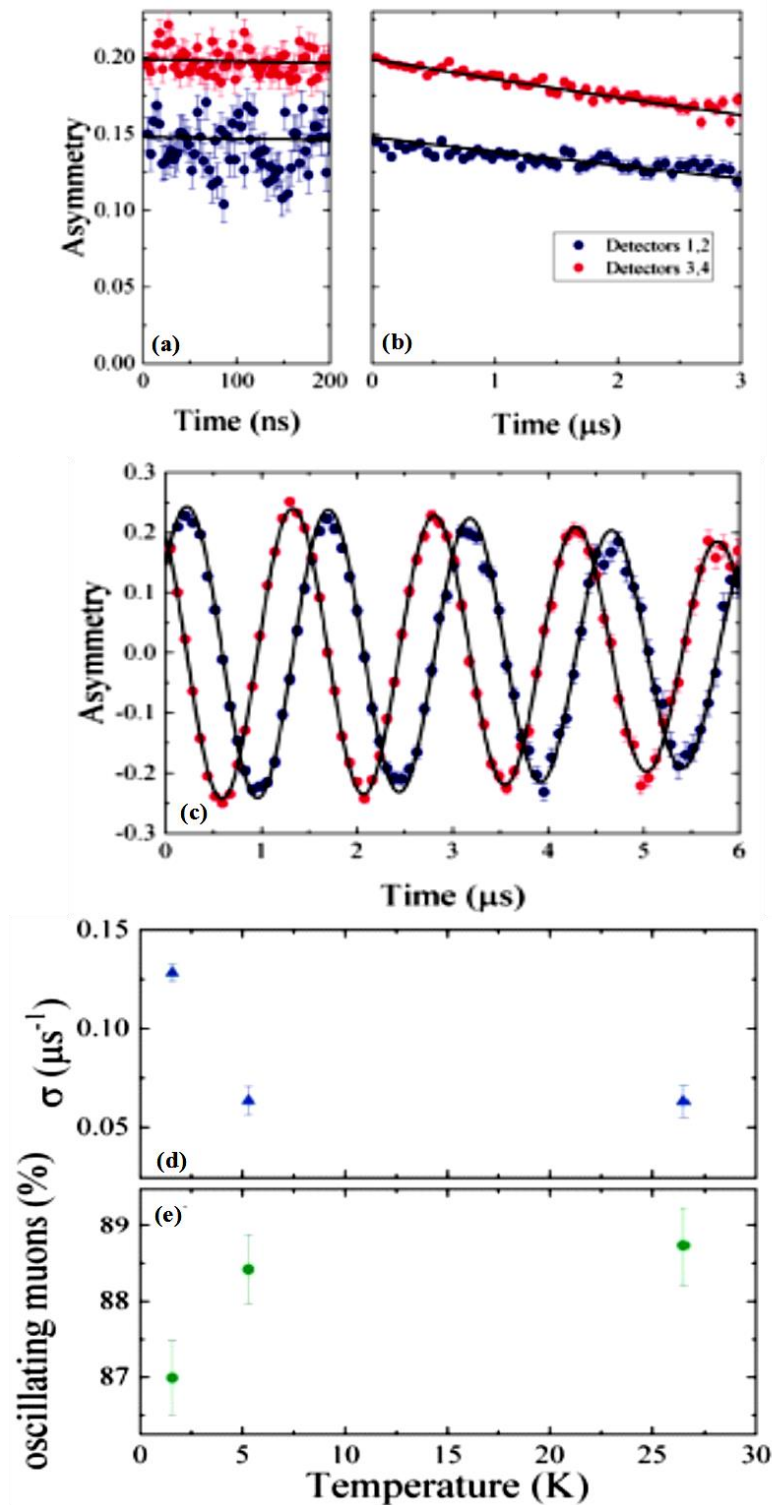 Asymmetry
0.20
0.15
0.10
0.05
0.00
(a)
(b)
Detectors 1,2
Detectors 3,4
0 100 200 0 1 2 3
Time (ns) Time (μs)
Asymmetry
0.3
0.2
0.1
0.0
-0.1
-0.2
-0.3
(c)
0 1 2 3 4 5 6
Time (μs)
σ (μs⁻¹)
0.15
0.10
0.05
(d)
oscillating muons (%)
(e)
89
88
87
0 5 10 15 20 25 30
Temperature (K)